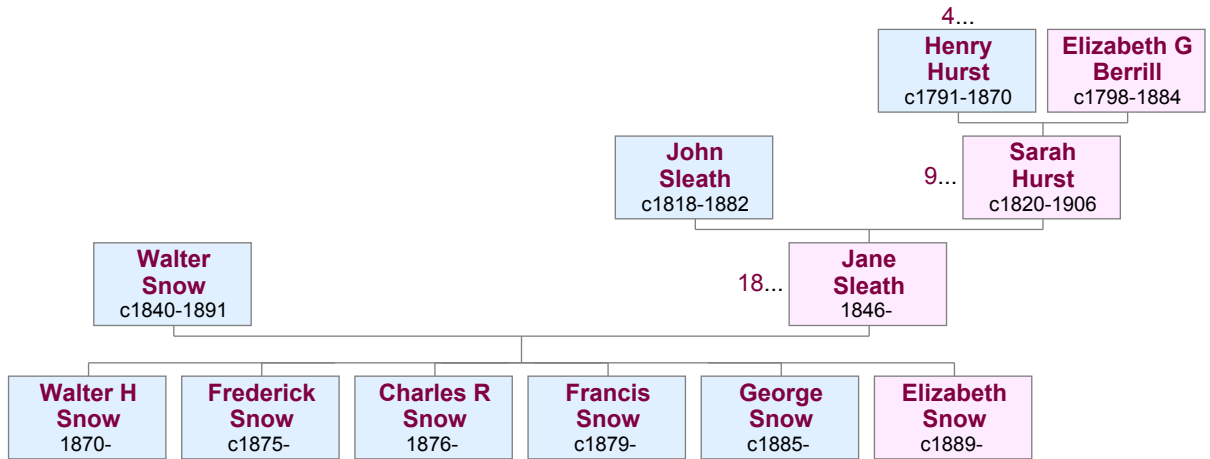 4...
Henry
Hurst
c1791-1870
Elizabeth G
Berrill
c1798-1884
John
Sleath
c1818-1882
9...
Sarah
Hurst
c1820-1906
Walter
Snow
c1840-1891
18...
Jane
Sleath
1846-
Walter H
Snow
1870-
Frederick
Snow
c1875-
Charles R
Snow
1876-
Francis
Snow
c1879-
George
Snow
c1885-
Elizabeth
Snow
c1889-